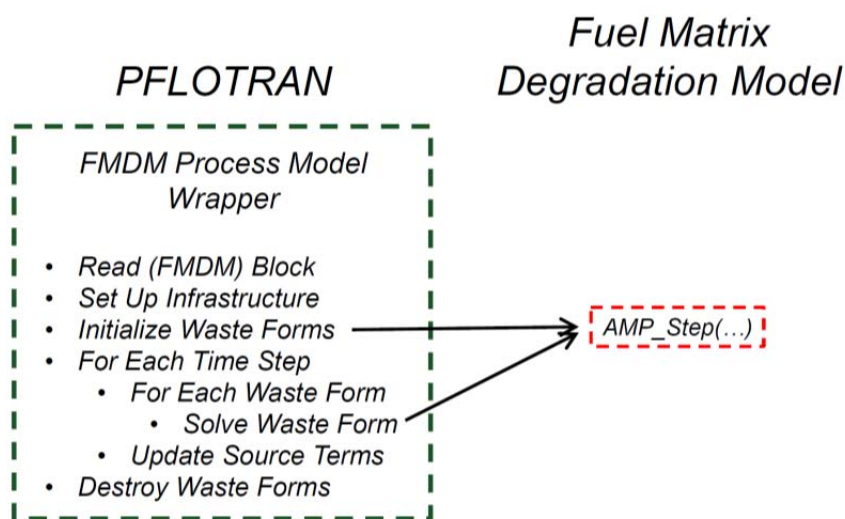 PFLOTRAN
Fuel Matrix
Degradation Model
FMDM Process Model
Wrapper
• Read (FMDM) Block
• Set Up Infrastructure
• Initialize Waste Forms
• For Each Time Step
• For Each Waste Form
• Solve Waste Form
• Update Source Terms
• Destroy Waste Forms
AMP_Step(...)